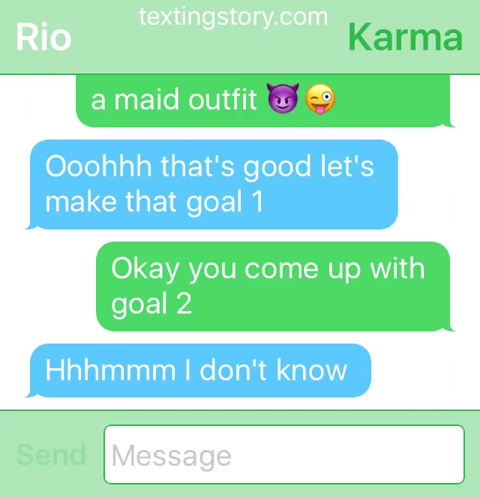 textingstory.com
Rio
Karma
a maid outfit 😈😜
Ooohhh that's good let's
make that goal 1
Okay you come up with
goal 2
Hhhmmm I don't know
Send
Message